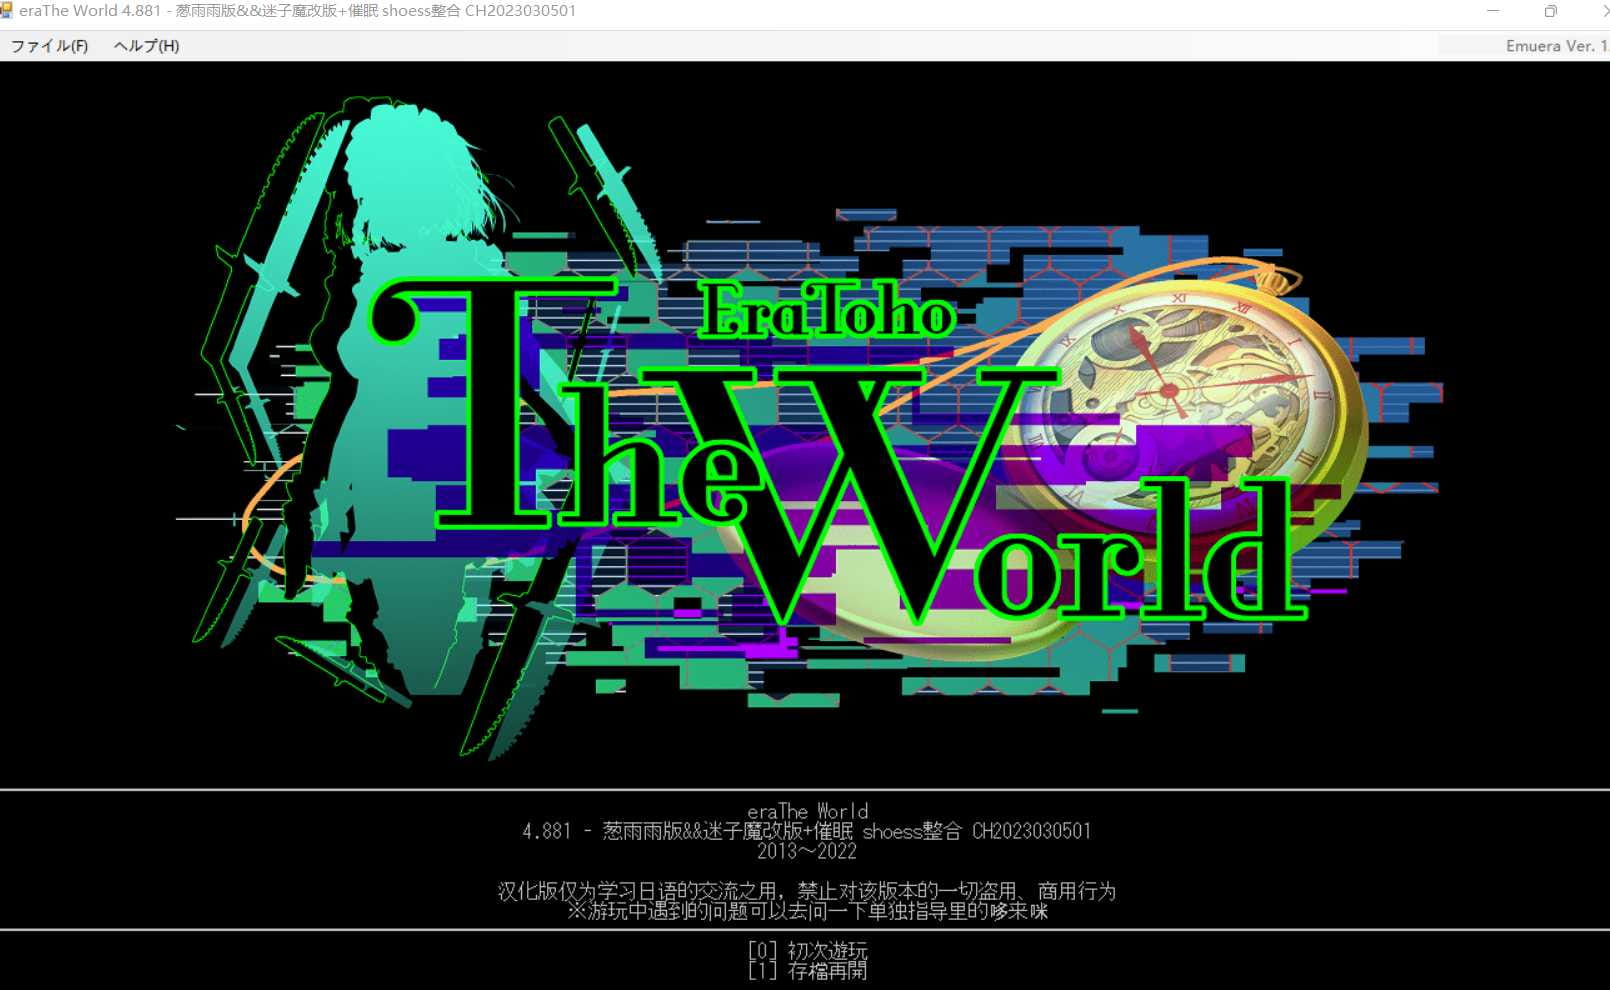 eraThe World 4.881 - 葱雨雨版&&迷子魔改版+催眠 shoess整合 CH2023030501
ファイル(F) ヘルプ(H) Emuera Ver. 1.
EraToho
The World
XI XII I II
X IX
eraThe World
4.881 - 葱雨雨版&&迷子魔改版+催眠 shoess整合 CH2023030501
2013～2022
汉化版仅为学习日语的交流之用，禁止对该版本的一切盗用、商用行为
※游玩中遇到的问题可以去问一下单独指导里的哆来咪
[0] 初次遊玩
[1] 存檔再開